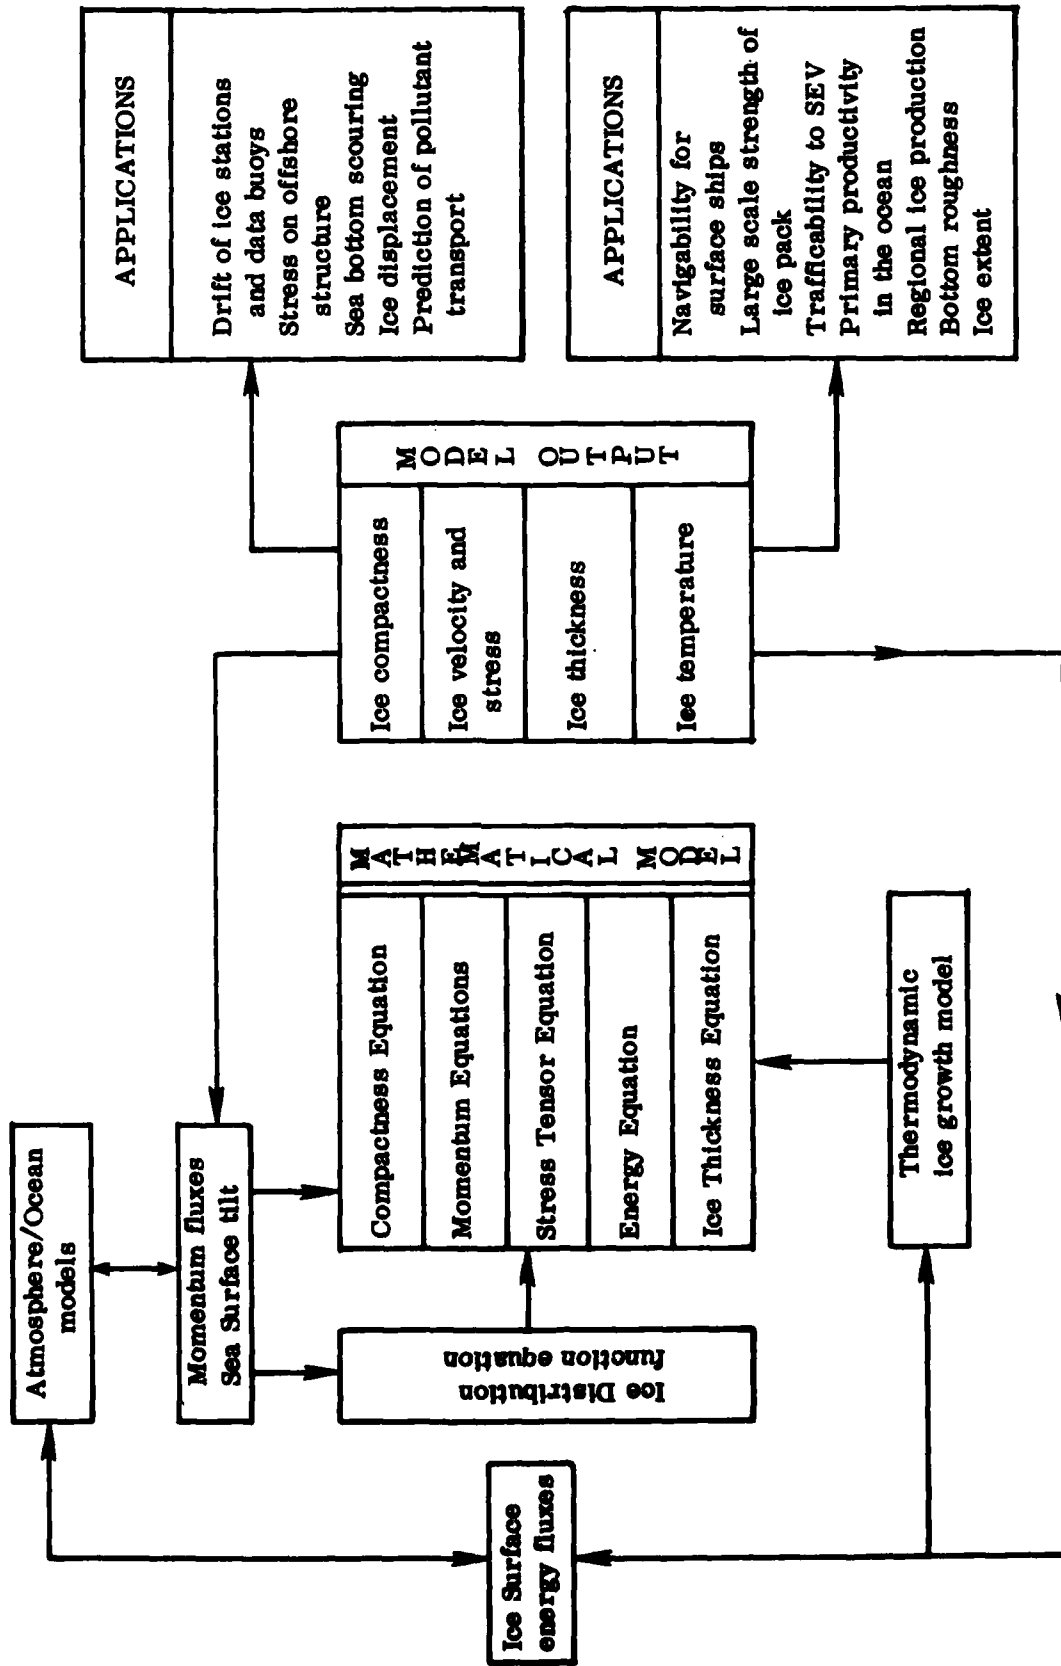 Atmosphere/Ocean
models
Momentum fluxes
Sea Surface tilt
Ice Surface
energy fluxes
Ice Distribution
function equation
Compactness Equation
Momentum Equations
Stress Tensor Equation
Energy Equation
Ice Thickness Equation
MATHEMATICAL MODEL
Thermodynamic
ice growth model
Ice compactness
Ice velocity and
stress
Ice thickness
Ice temperature
MODEL OUTPUT
APPLICATIONS
Drift of ice stations
and data buoys
Stress on offshore
structure
Sea bottom scouring
Ice displacement
Prediction of pollutant
transport
APPLICATIONS
Navigability for
surface ships
Large scale strength of
ice pack
Trafficability to SEV
Primary productivity
in the ocean
Regional ice production
Bottom roughness
Ice extent